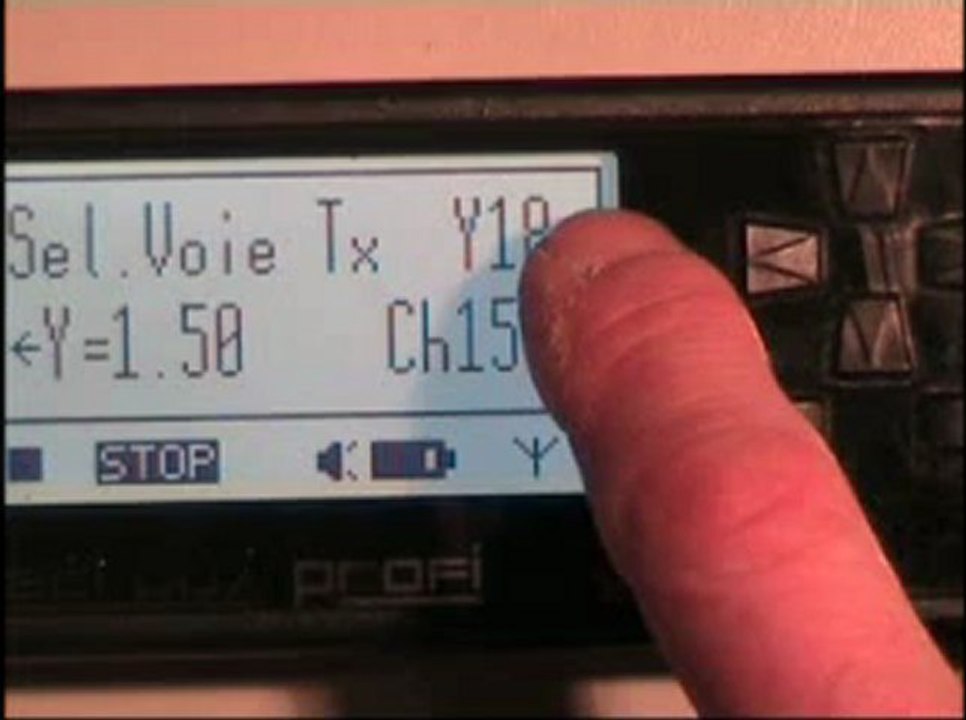 Sel.Voie Tx Y18
←Y=1.50 Ch15
STOP
profi